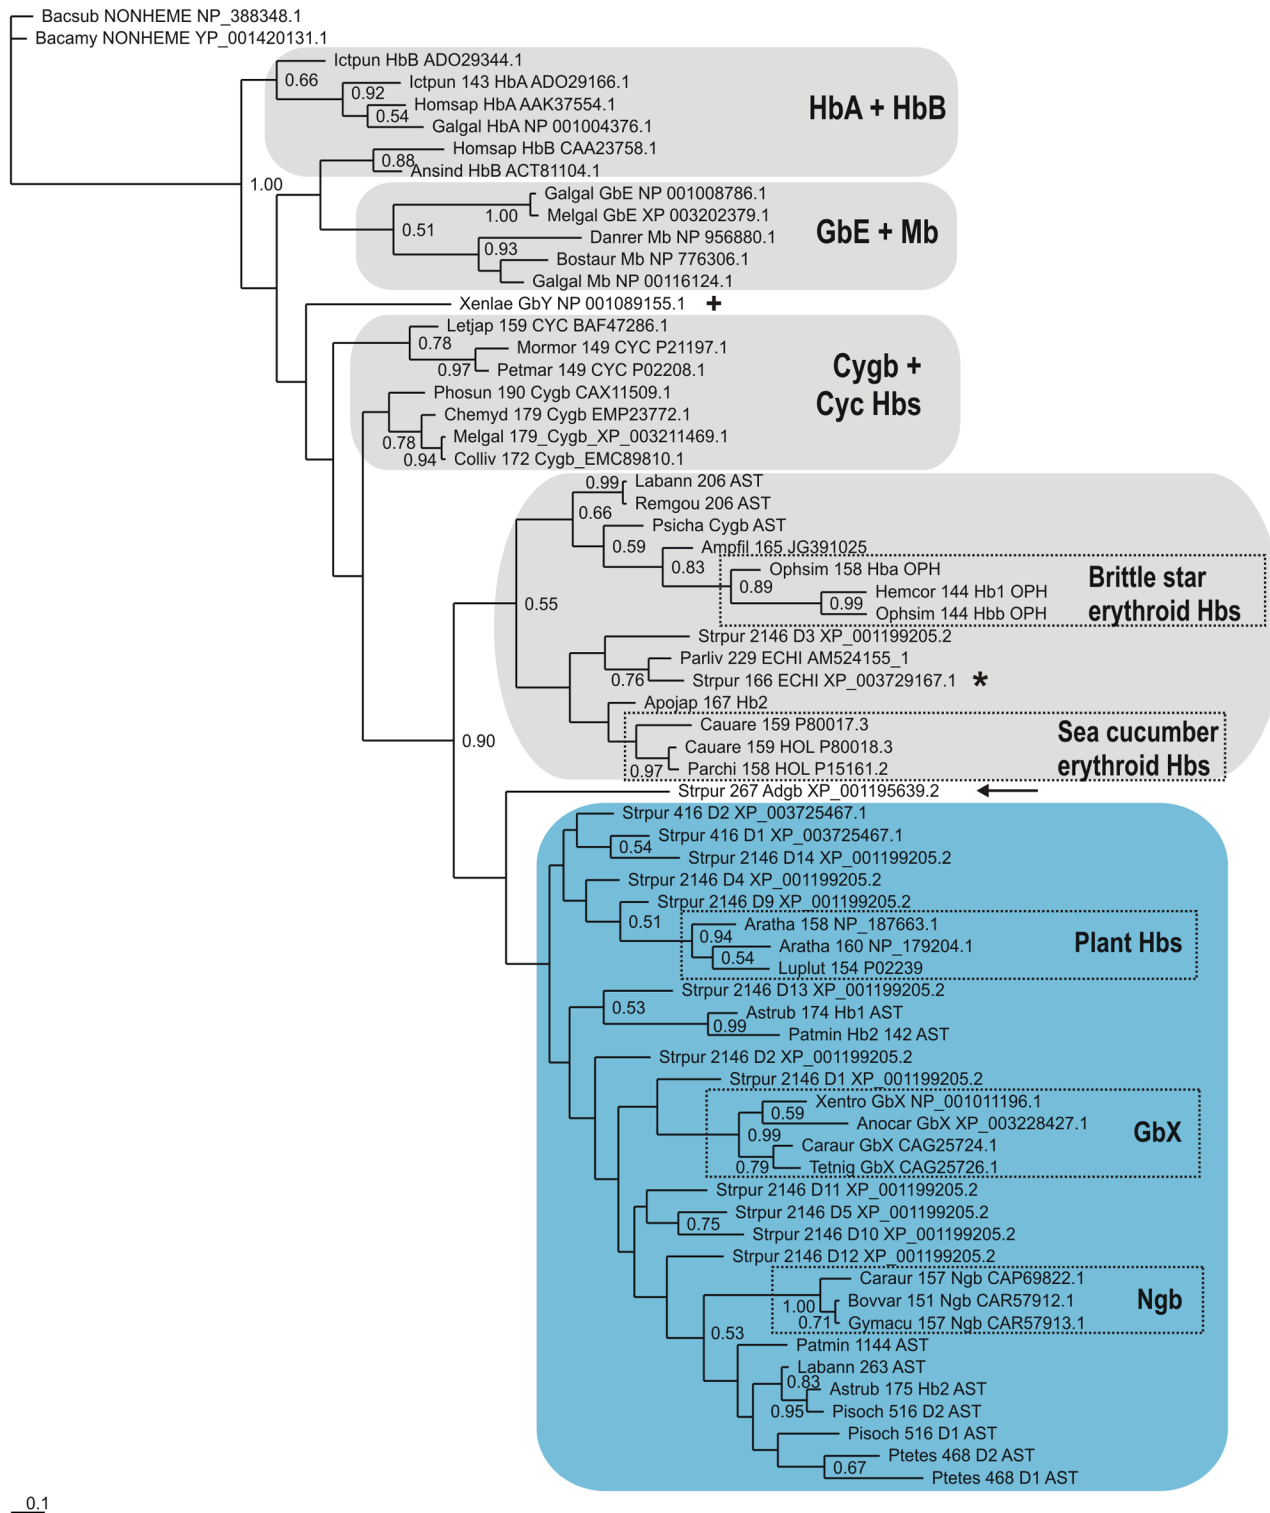 Bacsub NONHEME NP_388348.1
Bacamy NONHEME YP_001420131.1
Ictpun HbB ADO29344.1
0.66
Ictpun 143 HbA ADO29166.1
0.92
Homsap HbA AAK37554.1
0.54
Galgal HbA NP 001004376.1
HbA + HbB
Homsap HbB CAA23758.1
0.88
Ansind HbB ACT81104.1
1.00
Galgal GbE NP 001008786.1
1.00
Melgal GbE XP 003202379.1
0.51
Danrer Mb NP 956880.1
0.93
Bostaur Mb NP 776306.1
Galgal Mb NP 00116124.1
GbE + Mb
Xenlae GbY NP 001089155.1 +
Letjap 159 CYC BAF47286.1
0.78
Mormor 149 CYC P21197.1
0.97
Petmar 149 CYC P02208.1
Cygb +
Cyc Hbs
Phosun 190 Cygb CAX11509.1
Chemyd 179 Cygb EMP23772.1
0.78
Melgal 179_Cygb_XP_003211469.1
0.94
Colliv 172 Cygb_EMC89810.1
0.99
Labann 206 AST
Remgou 206 AST
0.66
Psicha Cygb AST
0.59
Ampfil 165 JG391025
0.83
Ophsim 158 Hba OPH
0.89
Hemcor 144 Hb1 OPH
0.99
Ophsim 144 Hbb OPH
Brittle star
erythroid Hbs
0.55
Strpur 2146 D3 XP_001199205.2
Parliv 229 ECHI AM524155_1
0.76
Strpur 166 ECHI XP_003729167.1 *
Apojap 167 Hb2
Cauare 159 P80017.3
Cauare 159 HOL P80018.3
0.97
Parchi 158 HOL P15161.2
Sea cucumber
erythroid Hbs
0.90
Strpur 267 Adgb XP_001195639.2
Strpur 416 D2 XP_003725467.1
Strpur 416 D1 XP_003725467.1
0.54
Strpur 2146 D14 XP_001199205.2
Strpur 2146 D4 XP_001199205.2
Strpur 2146 D9 XP_001199205.2
0.51
Aratha 158 NP_187663.1
0.94
Aratha 160 NP_179204.1
0.54
Luplut 154 P02239
Plant Hbs
Strpur 2146 D13 XP_001199205.2
0.53
Astrub 174 Hb1 AST
0.99
Patmin Hb2 142 AST
Strpur 2146 D2 XP_001199205.2
Strpur 2146 D1 XP_001199205.2
Xentro GbX NP_001011196.1
0.59
Anocar GbX XP_003228427.1
0.99
Caraur GbX CAG25724.1
0.79
Tetnig GbX CAG25726.1
GbX
Strpur 2146 D11 XP_001199205.2
Strpur 2146 D5 XP_001199205.2
0.75
Strpur 2146 D10 XP_001199205.2
Strpur 2146 D12 XP_001199205.2
Caraur 157 Ngb CAP69822.1
1.00
Bovvar 151 Ngb CAR57912.1
0.71
Gymacu 157 Ngb CAR57913.1
Ngb
0.53
Patmin 1144 AST
Labann 263 AST
0.83
Astrub 175 Hb2 AST
0.95
Pisoch 516 D2 AST
Pisoch 516 D1 AST
Ptetes 468 D2 AST
0.67
Ptetes 468 D1 AST
0.1